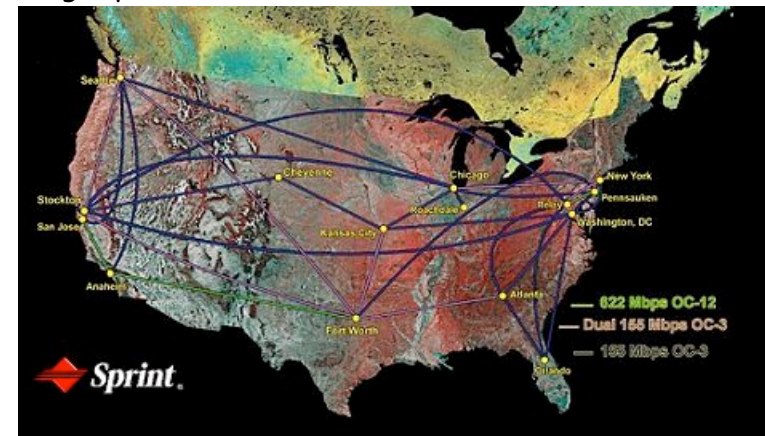 Seattle
Cheyenne
Chicago
New York
Stockton
Roachdale
Pennsauken
Relay
San Jose
Kansas City
Washington, DC
Anaheim
Atlanta
622 Mbps OC-12
Fort Worth
Dual 155 Mbps OC-3
155 Mbps OC-3
Orlando
Sprint.